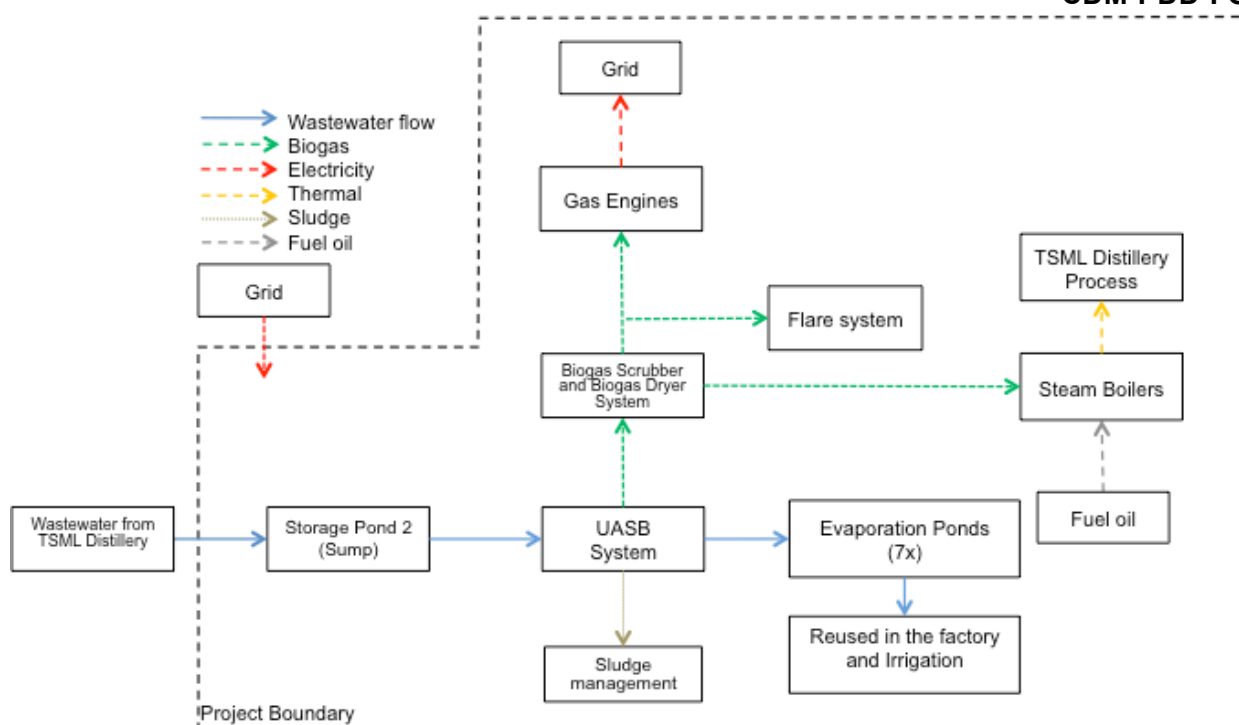 Grid
Wastewater flow
Biogas
Electricity
Thermal
Sludge
Fuel oil
Grid
Gas Engines
TSML Distillery
Process
Flare system
Biogas Scrubber
and Biogas Dryer
System
Steam Boilers
Wastewater from
TSML Distillery
Storage Pond 2
(Sump)
UASB
System
Evaporation Ponds
(7x)
Fuel oil
Reused in the factory
and Irrigation
Sludge
management
Project Boundary